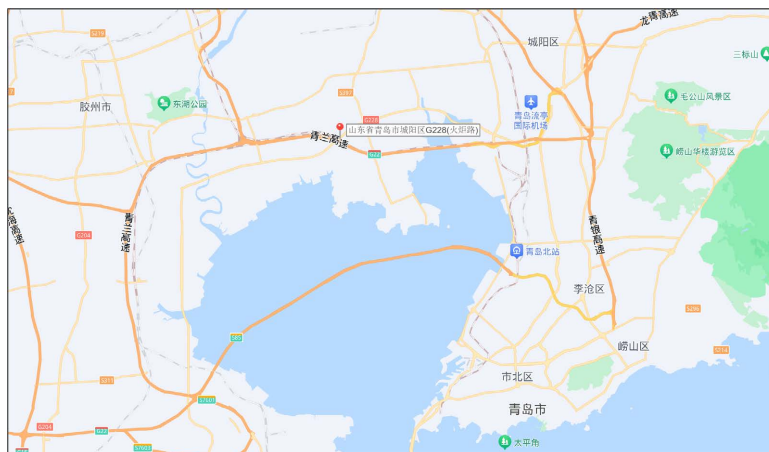 龙青高速
G216
城阳区
三标山
S287
青岛流亭
国际机场
毛公山风景区
胶州市
东湖公园
G228
山东省青岛市城阳区G228(火炬路)
青兰高速
G22
崂山华楼游览区
沈海高速
青兰高速
G204
青银高速
青岛北站
李沧区
S296
崂山区
S214
市北区
青岛市
G204
G22
太平角